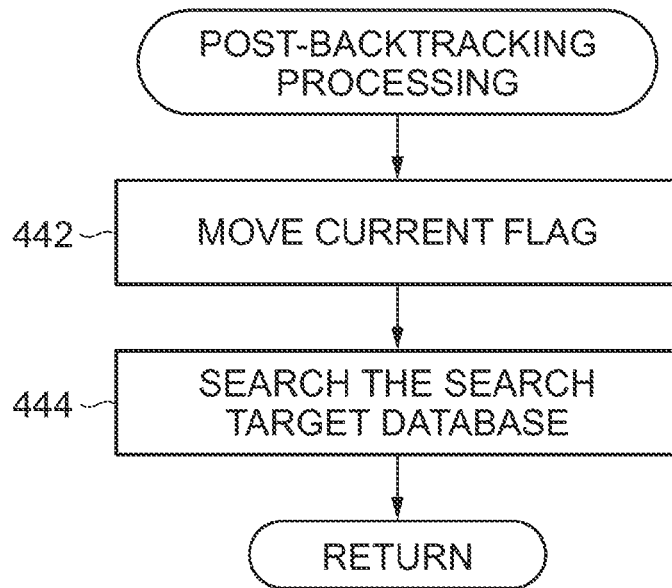 POST-BACKTRACKING
PROCESSING
442
MOVE CURRENT FLAG
444
SEARCH THE SEARCH
TARGET DATABASE
RETURN